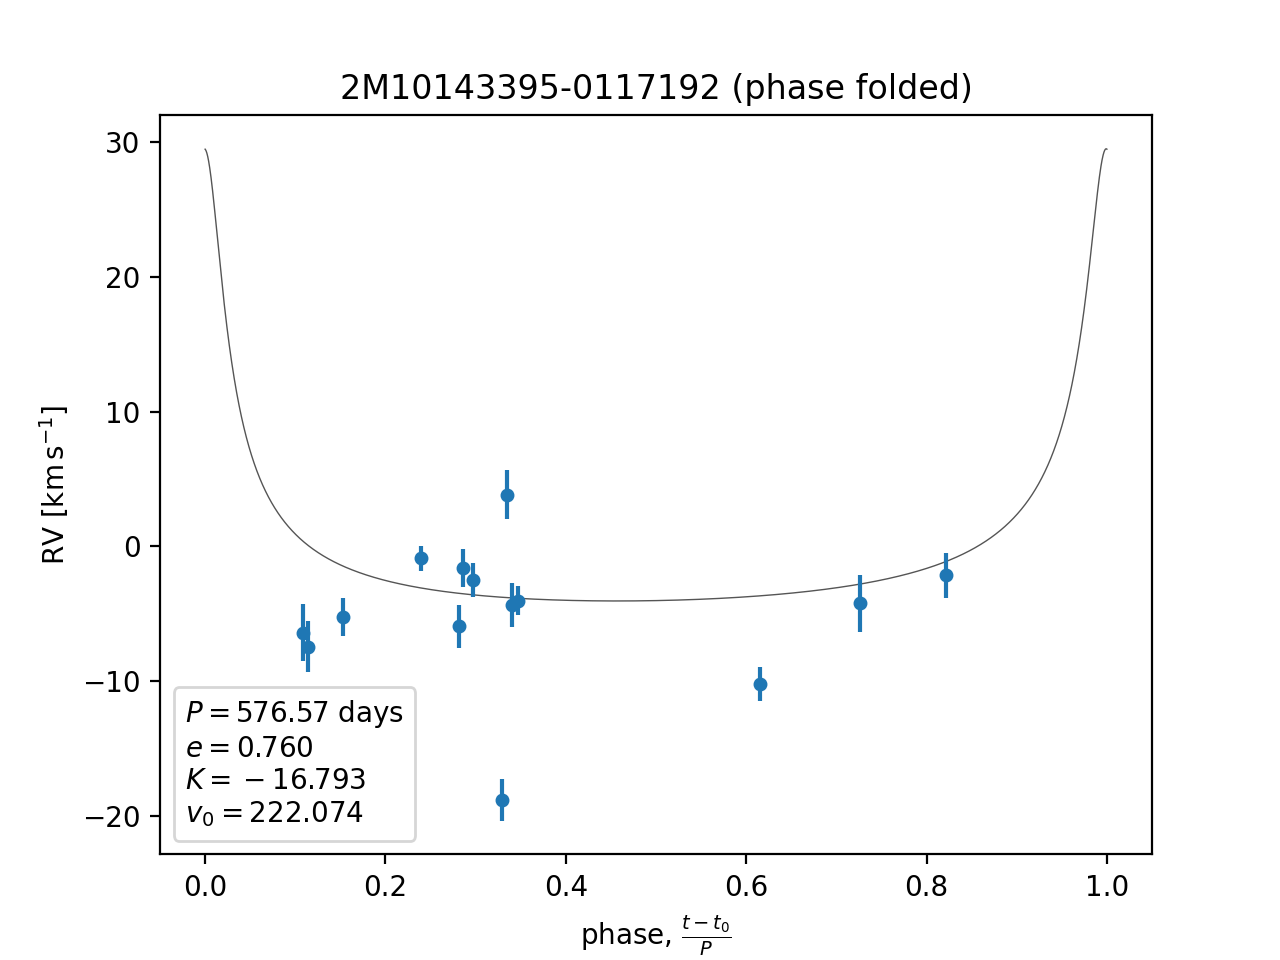 2M10143395-0117192 (phase folded)
30
20
10
0
−10
−20
RV [km s⁻¹]
P = 576.57 days
e = 0.760
K = − 16.793
v₀ = 222.074
0.0 0.2 0.4 0.6 0.8 1.0
phase, (t − t₀)/P